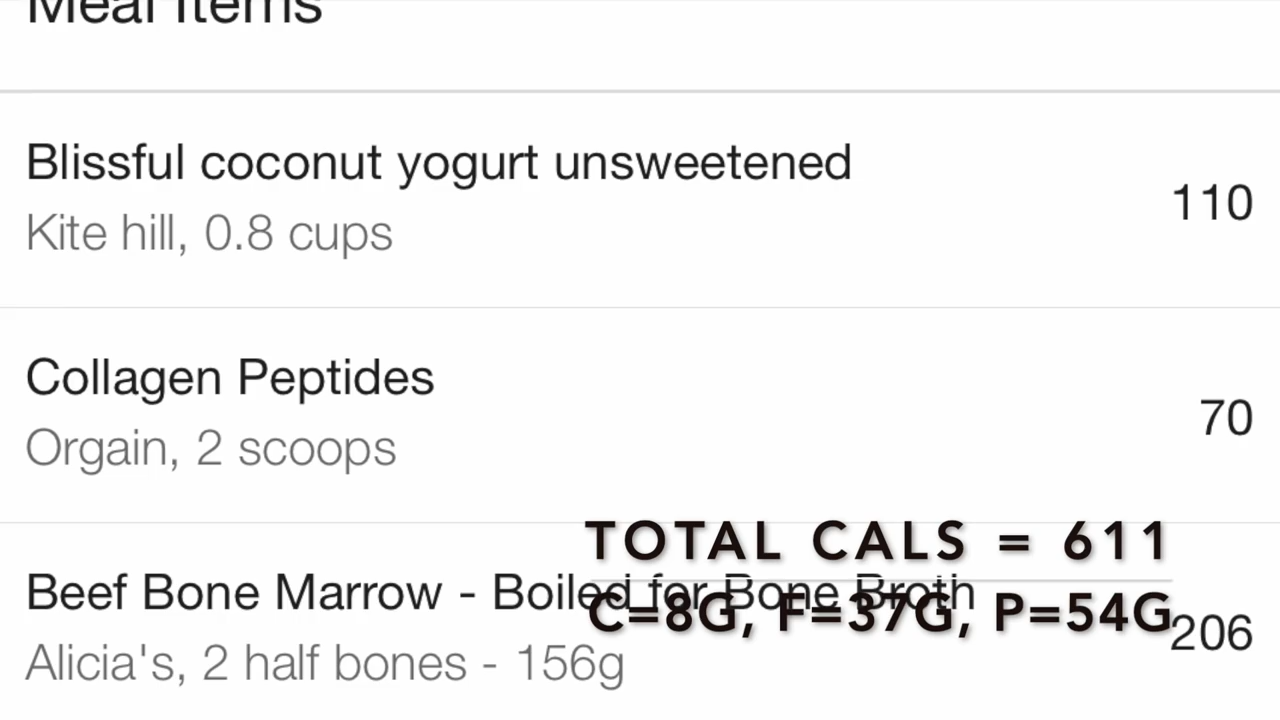 Meal Items
Blissful coconut yogurt unsweetened
Kite hill, 0.8 cups
110
Collagen Peptides
Orgain, 2 scoops
70
TOTAL CALS = 611
Beef Bone Marrow - Boiled for Bone Broth
C=8G, F=37G, P=54G
Alicia's, 2 half bones - 156g
206